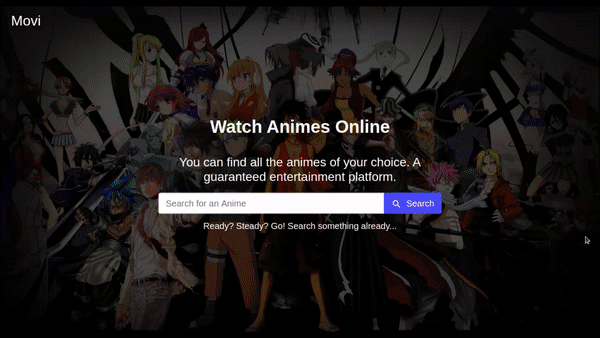 Movi
Watch Animes Online
You can find all the animes of your choice. A
guaranteed entertainment platform.
Search for an Anime
Search
Ready? Steady? Go! Search something already...